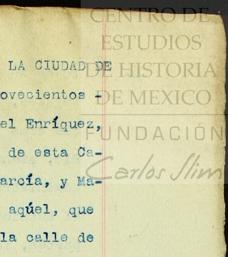 CENTRO DE
ESTUDIOS
DE HISTORIA
DE MEXICO
FUNDACIÓN
Carlos Slim
LA CIUDAD DE
ovecientos -
el Enríquez,
de esta Ca-
arcía, y Ma-
aqúel, que
la calle de